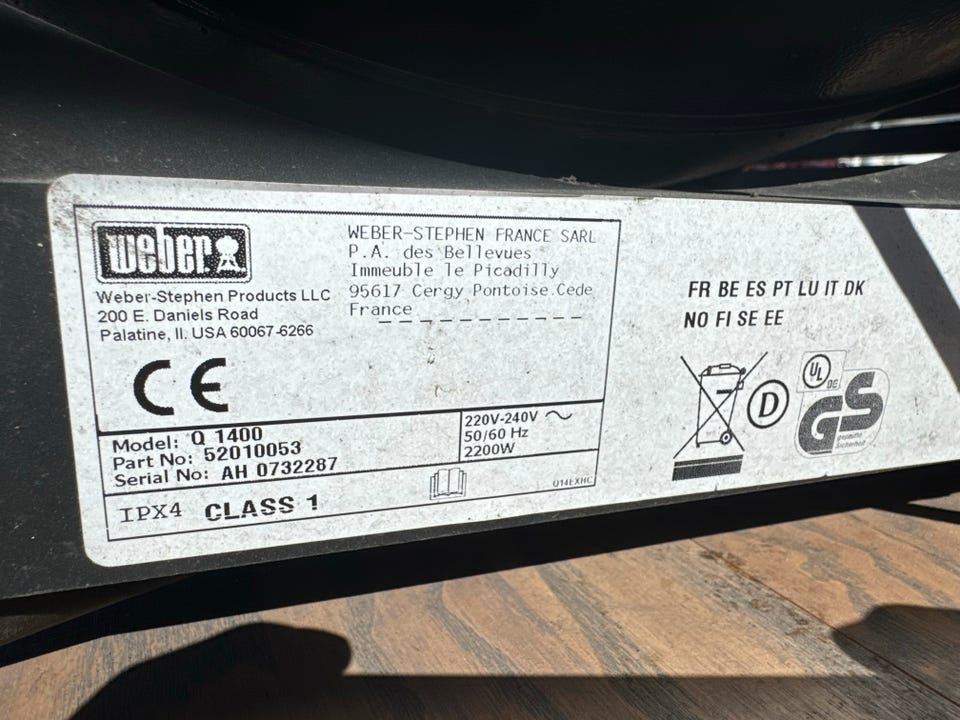 weber
Weber-Stephen Products LLC
200 E. Daniels Road
Palatine, Il. USA 60067-6266
WEBER-STEPHEN FRANCE SARL
P.A. des Bellevues
Immeuble le Picadilly
95617 Cergy Pontoise.Cede
France
CE
Model: Q 1400
Part No: 52010053
Serial No: AH 0732287
220V-240V
50/60 Hz
2200W
IPX4 CLASS 1
Q14EXHC
FR BE ES PT LU IT DK
NO FI SE EE
D
UL
DE
GS
geprüfte
Sicherheit